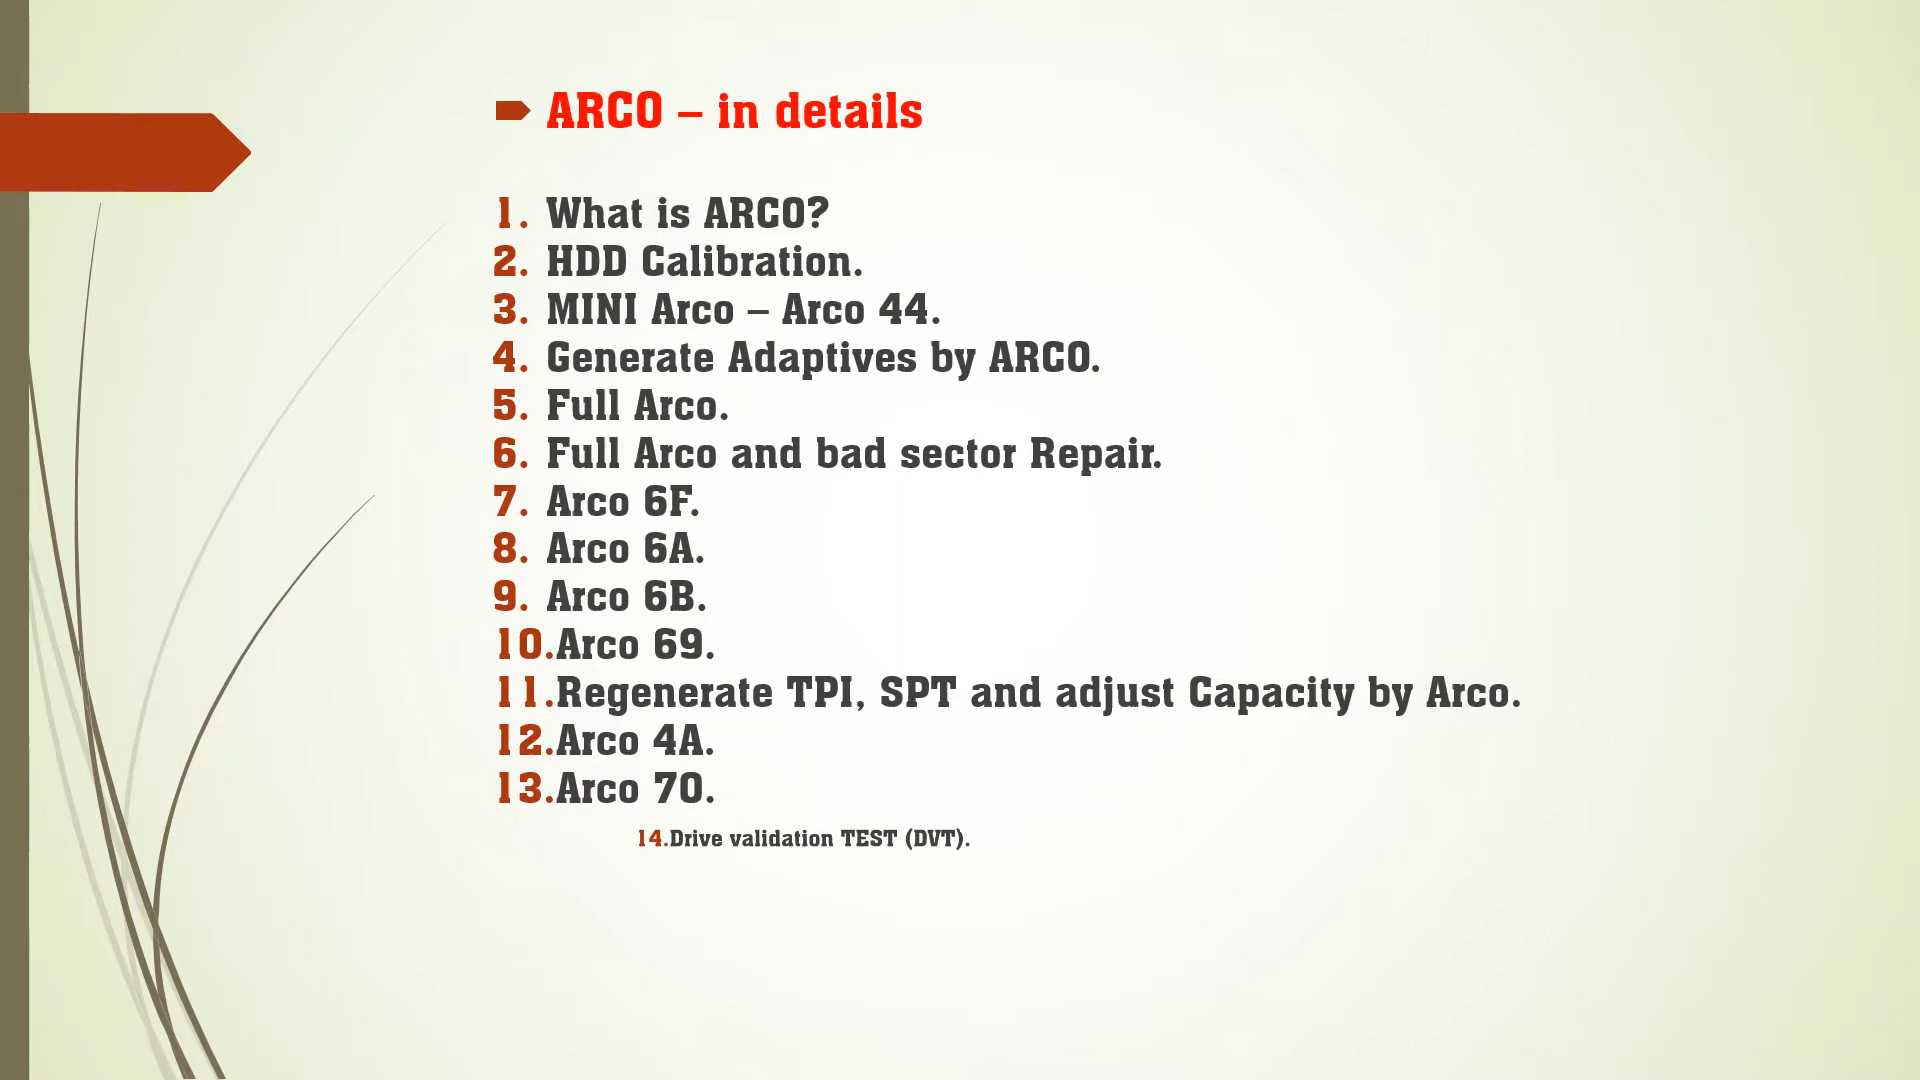 ARCO – in details
1. What is ARCO?
2. HDD Calibration.
3. MINI Arco – Arco 44.
4. Generate Adaptives by ARCO.
5. Full Arco.
6. Full Arco and bad sector Repair.
7. Arco 6F.
8. Arco 6A.
9. Arco 6B.
10.Arco 69.
11.Regenerate TPI, SPT and adjust Capacity by Arco.
12.Arco 4A.
13.Arco 70.
14.Drive validation TEST (DVT).